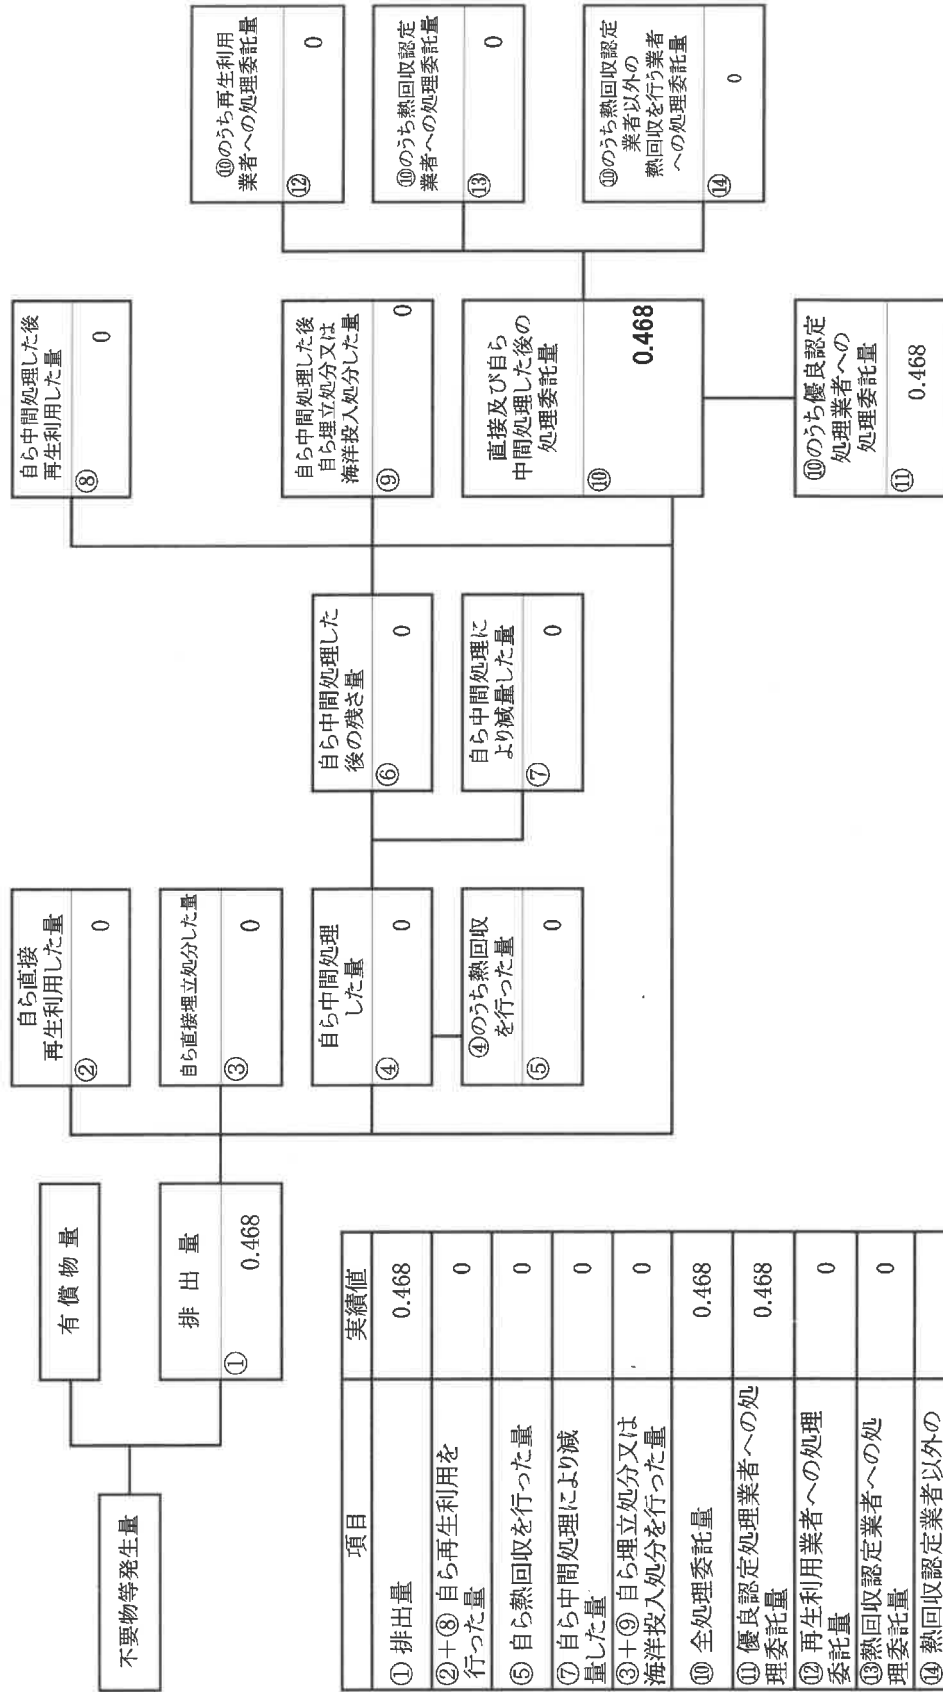 不要物等発生量
有償物量
排出量
①
0.468
自ら直接
再生利用した量
②
0
自ら直接埋立処分した量
③
0
自ら中間処理
した量
④
0
④のうち熱回収
を行った量
⑤
0
自ら中間処理した
後の残さ量
⑥
0
自ら中間処理に
より減量した量
⑦
0
自ら中間処理した後
再生利用した量
⑧
0
自ら中間処理した後
自ら埋立処分又は
海洋投入処分した量
⑨
0
直接及び自ら
中間処理した後の
処理委託量
⑩
0.468
⑩のうち優良認定
処理業者への
処理委託量
⑪
0.468
⑩のうち再生利用
業者への処理委託量
⑫
0
⑩のうち熱回収認定
業者への処理委託量
⑬
0
⑩のうち熱回収認定
業者以外の
熱回収を行う業者
への処理委託量
⑭
0
項目 実績値
① 排出量 0.468
②+⑧ 自ら再生利用を
行った量 0
⑤ 自ら熱回収を行った量 0
⑦ 自ら中間処理により減
量した量 0
③+⑨ 自ら埋立処分又は
海洋投入処分を行った量 0
⑩ 全処理委託量 0.468
⑪ 優良認定処理業者への処
理委託量 0.468
⑫ 再生利用業者への処理
委託量 0
⑬熱回収認定業者への処
理委託量 0
⑭ 熱回収認定業者以外の